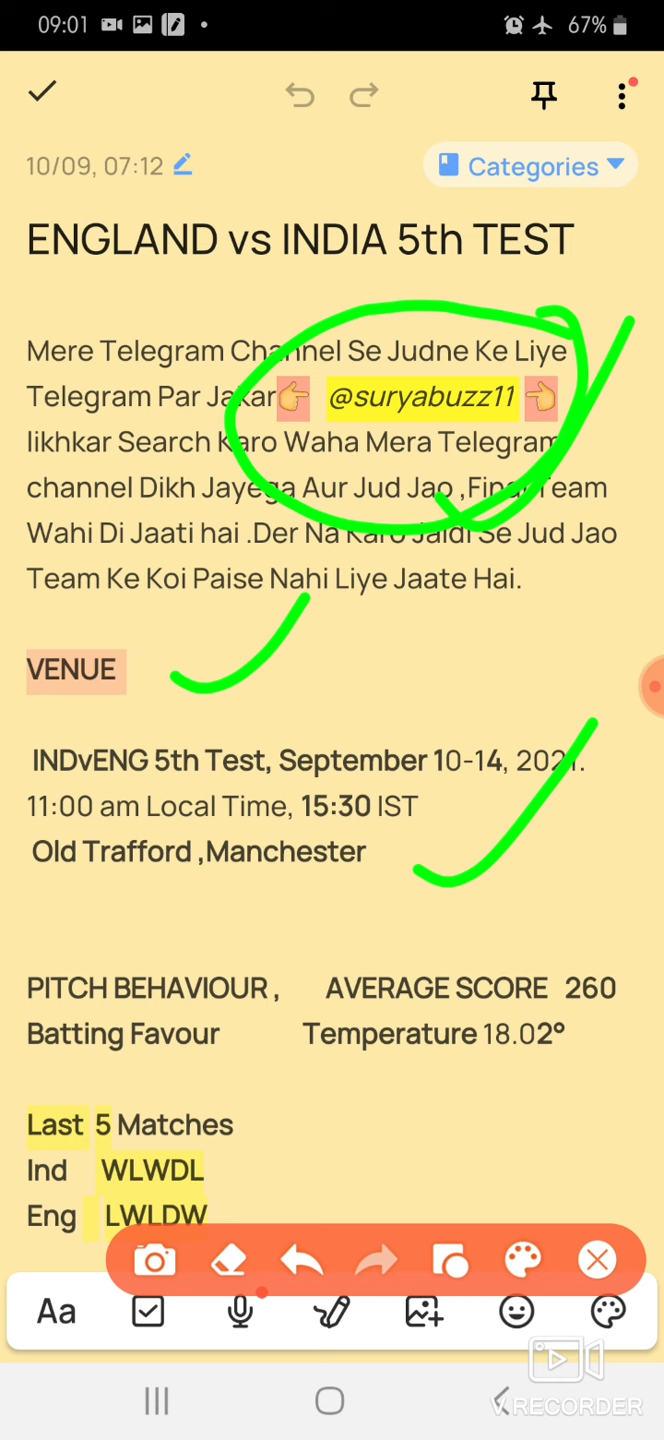 09:01
67%
10/09, 07:12
Categories
ENGLAND vs INDIA 5th TEST
Mere Telegram Channel Se Judne Ke Liye
Telegram Par Jakar👉 @suryabuzz11 👈
likhkar Search Karo Waha Mera Telegram
channel Dikh Jayega Aur Jud Jao ,Final Team
Wahi Di Jaati hai .Der Na Karo Jaldi Se Jud Jao
Team Ke Koi Paise Nahi Liye Jaate Hai.
VENUE
INDvENG 5th Test, September 10-14, 2021.
11:00 am Local Time, 15:30 IST
Old Trafford ,Manchester
PITCH BEHAVIOUR , AVERAGE SCORE 260
Batting Favour Temperature 18.02°
Last 5 Matches
Ind WLWDL
Eng LWLDW
Aa
V.RECORDER